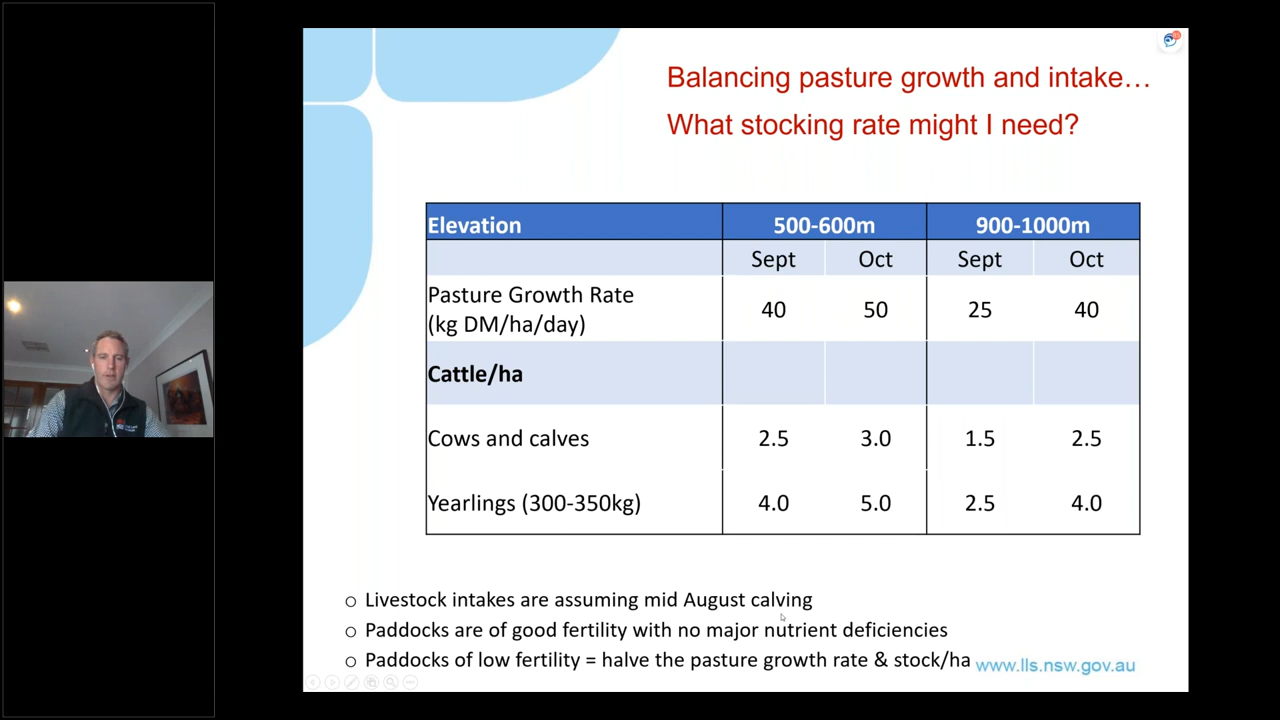 Balancing pasture growth and intake…
What stocking rate might I need?
Elevation 500-600m 900-1000m
Sept Oct Sept Oct
Pasture Growth Rate
(kg DM/ha/day) 40 50 25 40
Cattle/ha
Cows and calves 2.5 3.0 1.5 2.5
Yearlings (300-350kg) 4.0 5.0 2.5 4.0
o Livestock intakes are assuming mid August calving
o Paddocks are of good fertility with no major nutrient deficiencies
o Paddocks of low fertility = halve the pasture growth rate & stock/ha
www.lls.nsw.gov.au